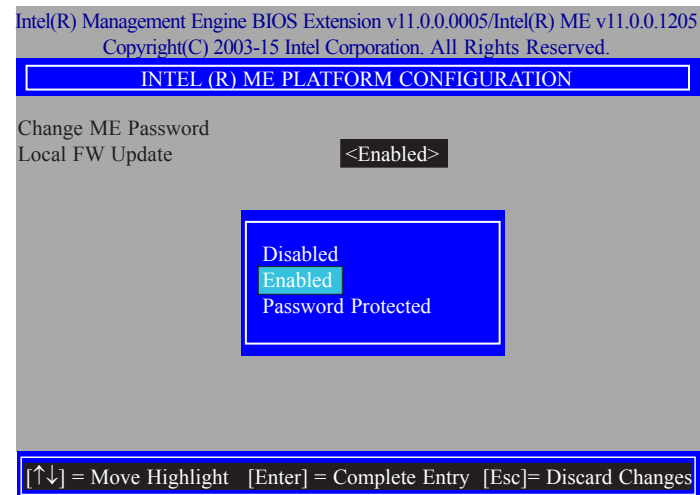 Intel(R) Management Engine BIOS Extension v11.0.0.0005/Intel(R) ME v11.0.0.1205
Copyright(C) 2003-15 Intel Corporation. All Rights Reserved.
INTEL (R) ME PLATFORM CONFIGURATION
Change ME Password
Local FW Update <Enabled>
Disabled
Enabled
Password Protected
[↑↓] = Move Highlight [Enter] = Complete Entry [Esc]= Discard Changes